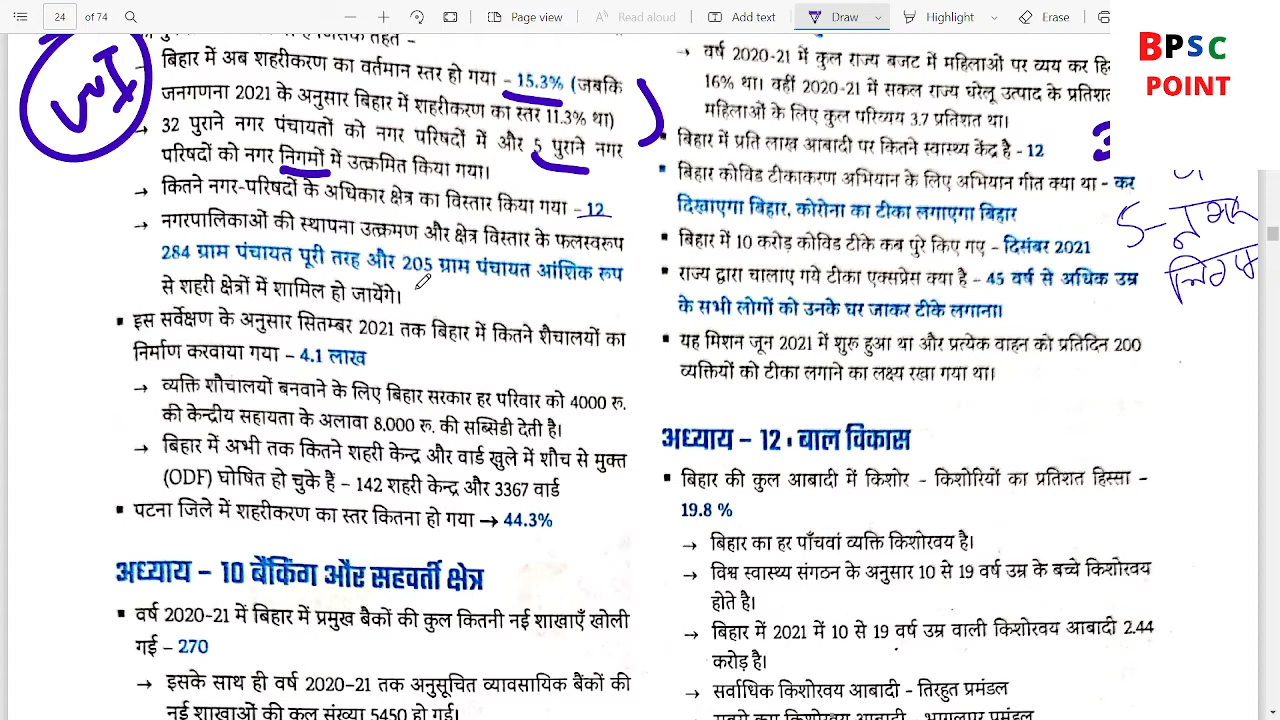 24 of 74
Page view
Read aloud
Add text
Draw
Highlight
Erase
BPSC
POINT
VVI
बिहार में अब शहरीकरण का वर्तमान स्तर हो गया – 15.3% (जबकि
जनगणना 2021 के अनुसार बिहार में शहरीकरण का स्तर 11.3% था)
→ 32 पुराने नगर पंचायतों को नगर परिषदों में और 5 पुराने नगर
परिषदों को नगर निगमों में उत्क्रमित किया गया।
→ कितने नगर-परिषदों के अधिकार क्षेत्र का विस्तार किया गया – 12
→ नगरपालिकाओं की स्थापना उत्क्रमण और क्षेत्र विस्तार के फलस्वरूप
284 ग्राम पंचायत पूरी तरह और 205 ग्राम पंचायत आंशिक रूप
से शहरी क्षेत्रों में शामिल हो जायेंगे।
▪ इस सर्वेक्षण के अनुसार सितम्बर 2021 तक बिहार में कितने शैचालयों का
निर्माण करवाया गया – 4.1 लाख
→ व्यक्ति शौचालयों बनवाने के लिए बिहार सरकार हर परिवार को 4000 रु.
की केन्द्रीय सहायता के अलावा 8,000 रू. की सब्सिडी देती है।
→ बिहार में अभी तक कितने शहरी केन्द्र और वार्ड खुले में शौच से मुक्त
(ODF) घोषित हो चुके हैं – 142 शहरी केन्द्र और 3367 वार्ड
▪ पटना जिले में शहरीकरण का स्तर कितना हो गया → 44.3%
अध्याय – 10 बैंकिंग और सहवर्ती क्षेत्र
▪ वर्ष 2020-21 में बिहार में प्रमुख बैकों की कुल कितनी नई शाखाएँ खोली
गई – 270
→ इसके साथ ही वर्ष 2020-21 तक अनुसूचित व्यावसायिक बैंकों की
नई शाखाओं की कुल संख्या 5450 हो गई।
→ वर्ष 2020-21 में कुल राज्य बजट में महिलाओं पर व्यय कर हि
16% था। वहीं 2020-21 में सकल राज्य घरेलू उत्पाद के प्रतिशत
महिलाओं के लिए कुल परिव्यय 3.7 प्रतिशत था।
▪ बिहार में प्रति लाख आबादी पर कितने स्वास्थ्य केंद्र है - 12
▪ बिहार कोविड टीकाकरण अभियान के लिए अभियान गीत क्या था - कर
दिखाएगा बिहार, कोरोना का टीका लगाएगा बिहार
▪ बिहार में 10 करोड़ कोविड टीके कब पुरे किए गए - दिसंबर 2021
▪ राज्य द्वारा चालाए गये टीका एक्सप्रेस क्या है - 45 वर्ष से अधिक उम्र
के सभी लोगों को उनके घर जाकर टीके लगाना।
▪ यह मिशन जून 2021 में शुरू हुआ था और प्रत्येक वाहन को प्रतिदिन 200
व्यक्तियों को टीका लगाने का लक्ष्य रखा गया था।
अध्याय – 12 : बाल विकास
▪ बिहार की कुल आबादी में किशोर - किशोरियों का प्रतिशत हिस्सा -
19.8 %
→ बिहार का हर पाँचवां व्यक्ति किशोरवय है।
→ विश्व स्वास्थ्य संगठन के अनुसार 10 से 19 वर्ष उम्र के बच्चे किशोरवय
होते है।
→ बिहार में 2021 में 10 से 19 वर्ष उम्र वाली किशोरवय आबादी 2.44
करोड़ है।
→ सर्वाधिक किशोरवय आबादी - तिरहुत प्रमंडल
5-नगर
निगम